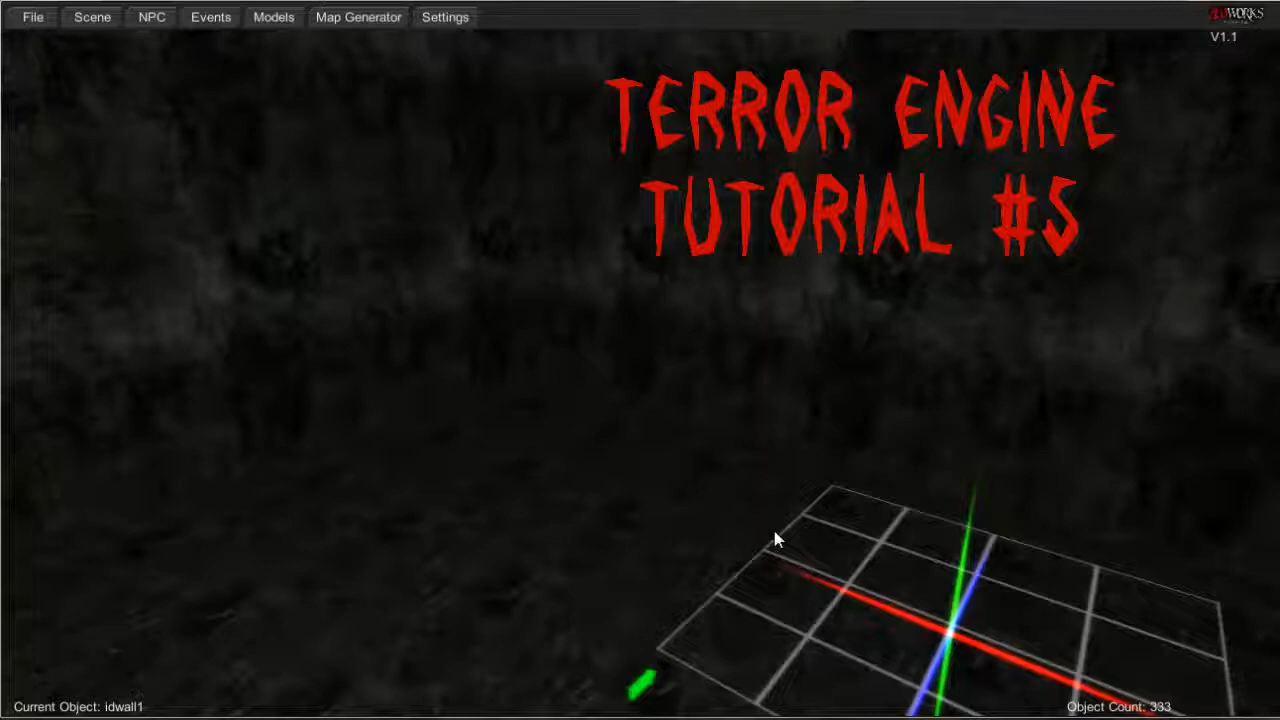 File Scene NPC Events Models Map Generator Settings
V1.1
TERROR ENGINE
TUTORIAL #5
Current Object: idwall1
Object Count: 333